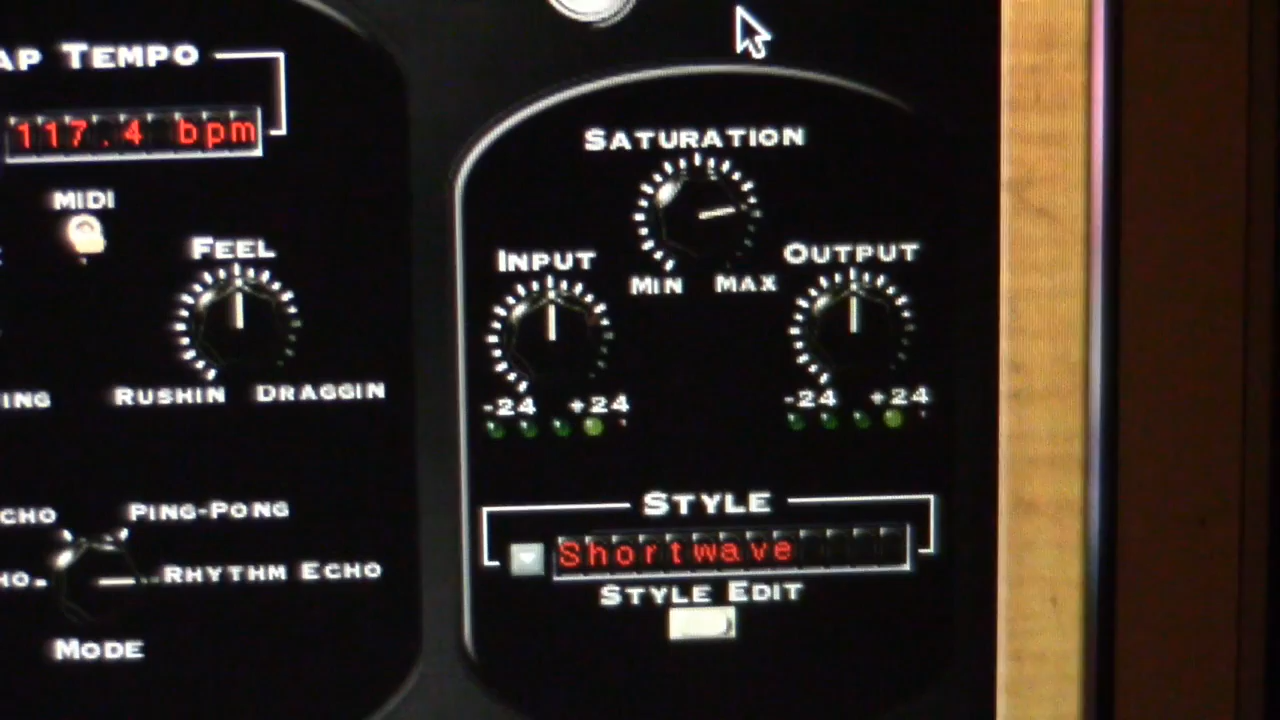 AP TEMPO
117.4 bpm
MIDI
FEEL
RUSHIN DRAGGIN
ING
CHO
PING-PONG
HO
RHYTHM ECHO
MODE
SATURATION
MIN MAX
INPUT
-24 +24
OUTPUT
-24 +24
STYLE
Shortwave
STYLE EDIT